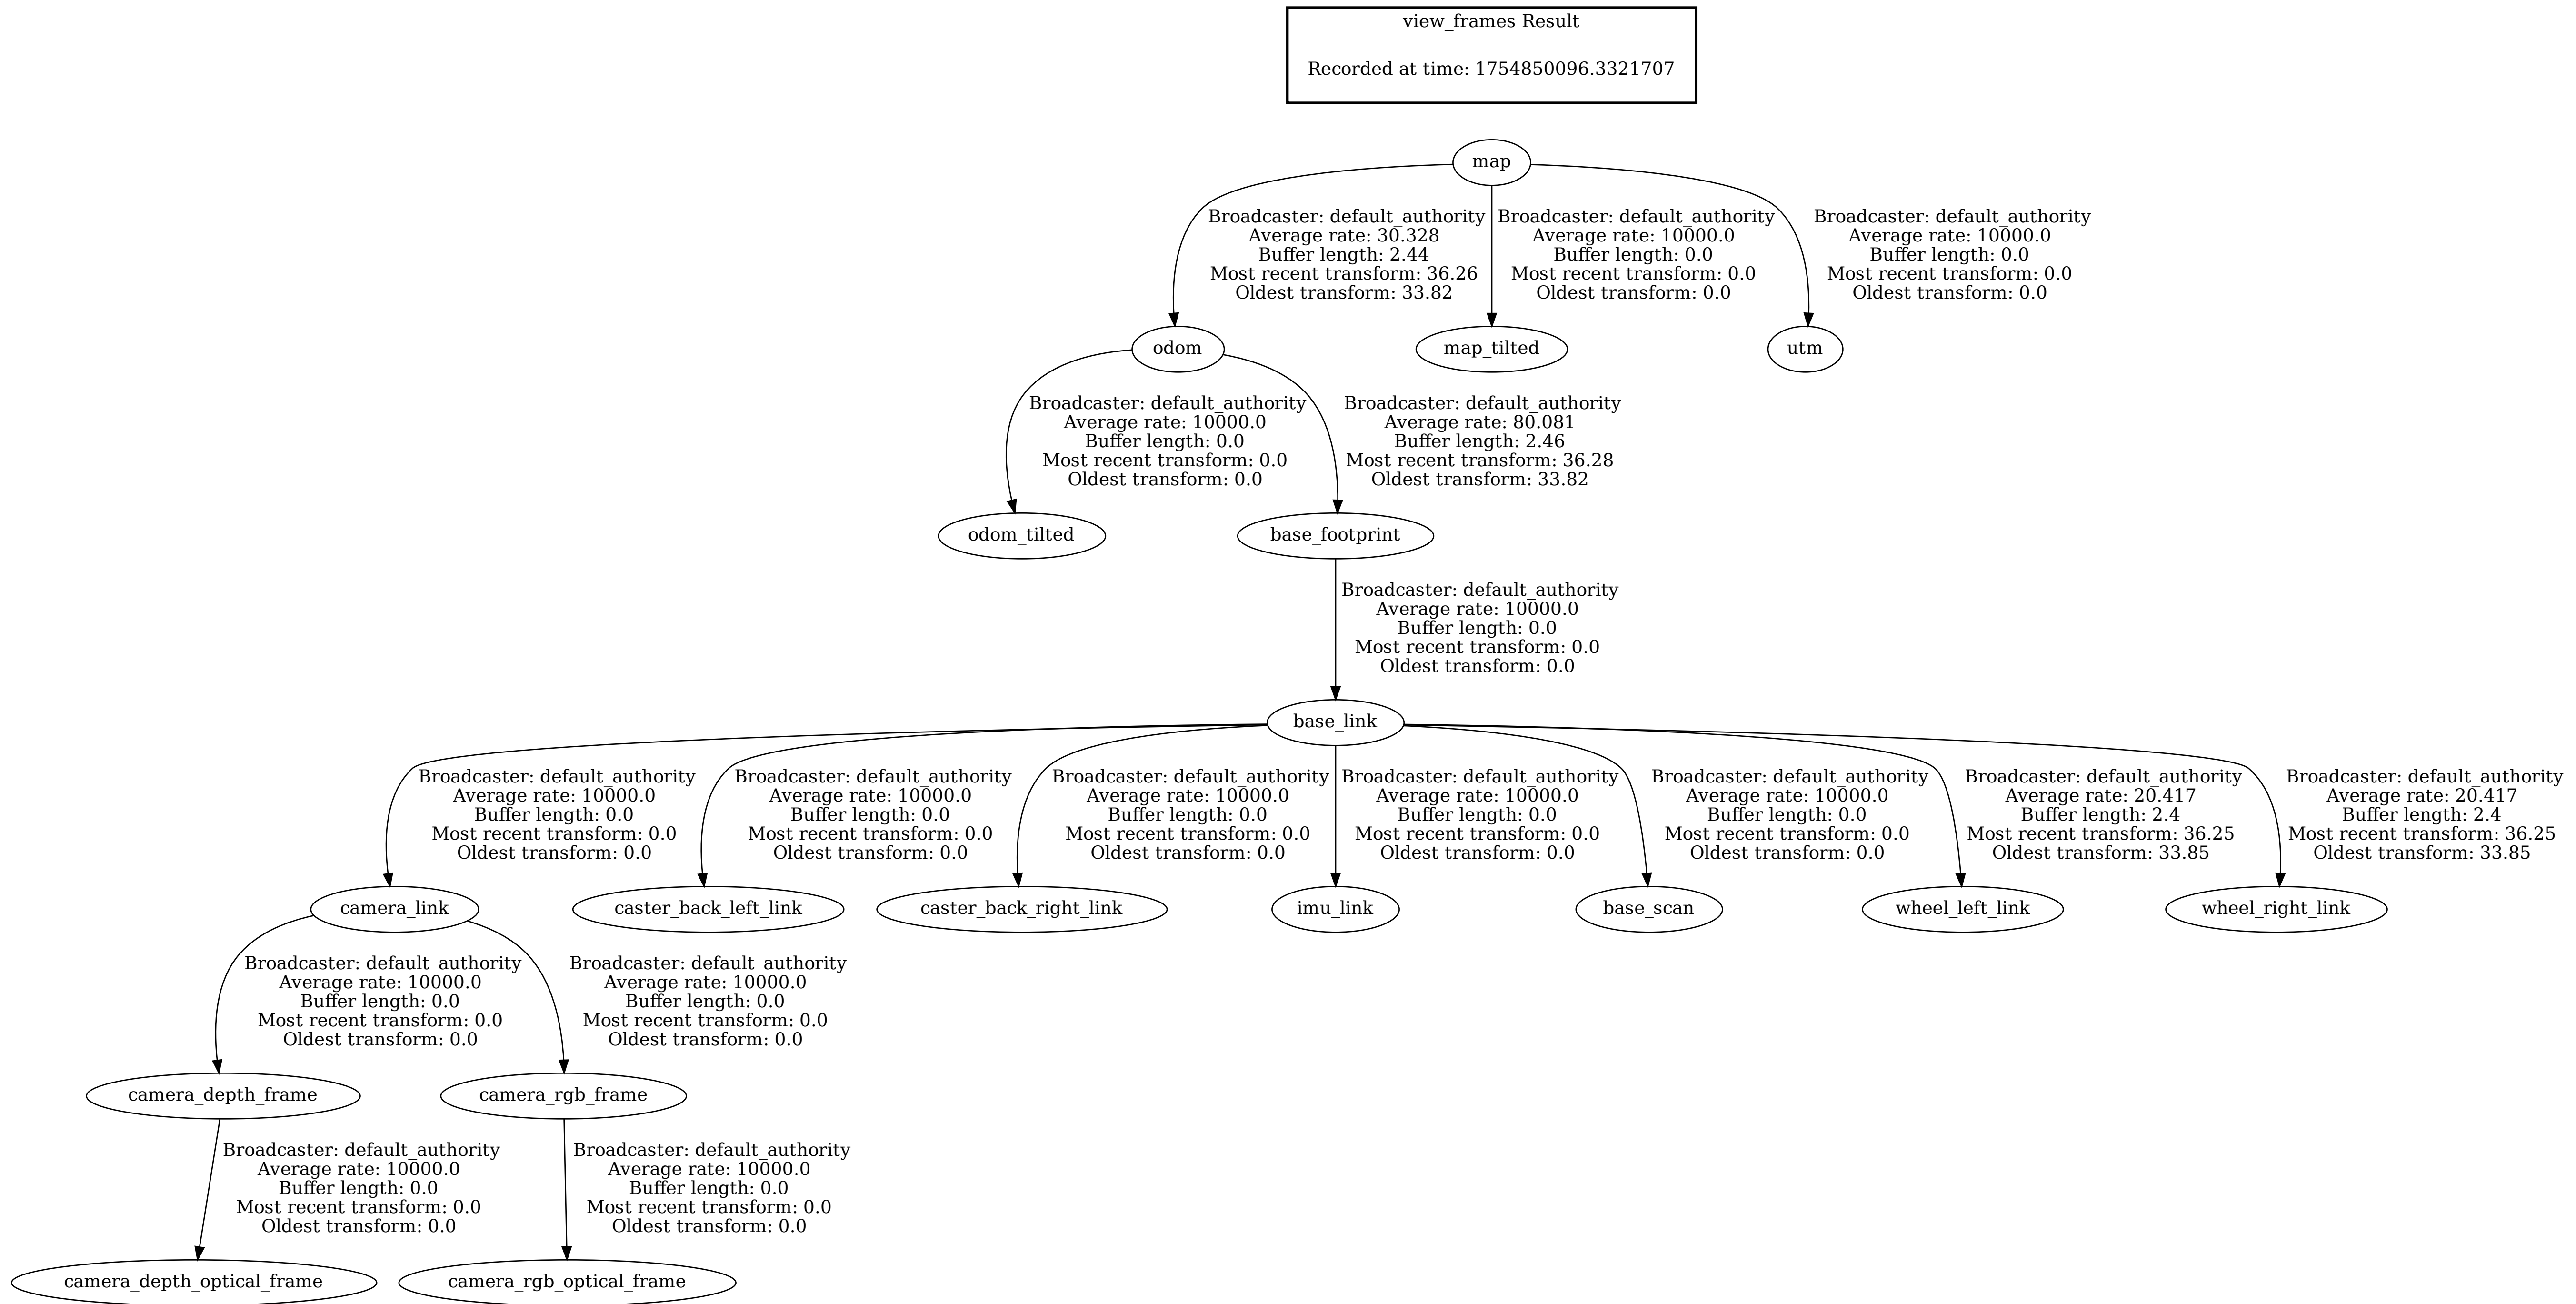 view_frames Result
Recorded at time: 1754850096.3321707
map
Broadcaster: default_authority
Average rate: 30.328
Buffer length: 2.44
Most recent transform: 36.26
Oldest transform: 33.82
Broadcaster: default_authority
Average rate: 10000.0
Buffer length: 0.0
Most recent transform: 0.0
Oldest transform: 0.0
Broadcaster: default_authority
Average rate: 10000.0
Buffer length: 0.0
Most recent transform: 0.0
Oldest transform: 0.0
odom
map_tilted
utm
Broadcaster: default_authority
Average rate: 10000.0
Buffer length: 0.0
Most recent transform: 0.0
Oldest transform: 0.0
Broadcaster: default_authority
Average rate: 80.081
Buffer length: 2.46
Most recent transform: 36.28
Oldest transform: 33.82
odom_tilted
base_footprint
Broadcaster: default_authority
Average rate: 10000.0
Buffer length: 0.0
Most recent transform: 0.0
Oldest transform: 0.0
base_link
Broadcaster: default_authority
Average rate: 10000.0
Buffer length: 0.0
Most recent transform: 0.0
Oldest transform: 0.0
Broadcaster: default_authority
Average rate: 10000.0
Buffer length: 0.0
Most recent transform: 0.0
Oldest transform: 0.0
Broadcaster: default_authority
Average rate: 10000.0
Buffer length: 0.0
Most recent transform: 0.0
Oldest transform: 0.0
Broadcaster: default_authority
Average rate: 10000.0
Buffer length: 0.0
Most recent transform: 0.0
Oldest transform: 0.0
Broadcaster: default_authority
Average rate: 10000.0
Buffer length: 0.0
Most recent transform: 0.0
Oldest transform: 0.0
Broadcaster: default_authority
Average rate: 20.417
Buffer length: 2.4
Most recent transform: 36.25
Oldest transform: 33.85
Broadcaster: default_authority
Average rate: 20.417
Buffer length: 2.4
Most recent transform: 36.25
Oldest transform: 33.85
camera_link
caster_back_left_link
caster_back_right_link
imu_link
base_scan
wheel_left_link
wheel_right_link
Broadcaster: default_authority
Average rate: 10000.0
Buffer length: 0.0
Most recent transform: 0.0
Oldest transform: 0.0
Broadcaster: default_authority
Average rate: 10000.0
Buffer length: 0.0
Most recent transform: 0.0
Oldest transform: 0.0
camera_depth_frame
camera_rgb_frame
Broadcaster: default_authority
Average rate: 10000.0
Buffer length: 0.0
Most recent transform: 0.0
Oldest transform: 0.0
Broadcaster: default_authority
Average rate: 10000.0
Buffer length: 0.0
Most recent transform: 0.0
Oldest transform: 0.0
camera_depth_optical_frame
camera_rgb_optical_frame